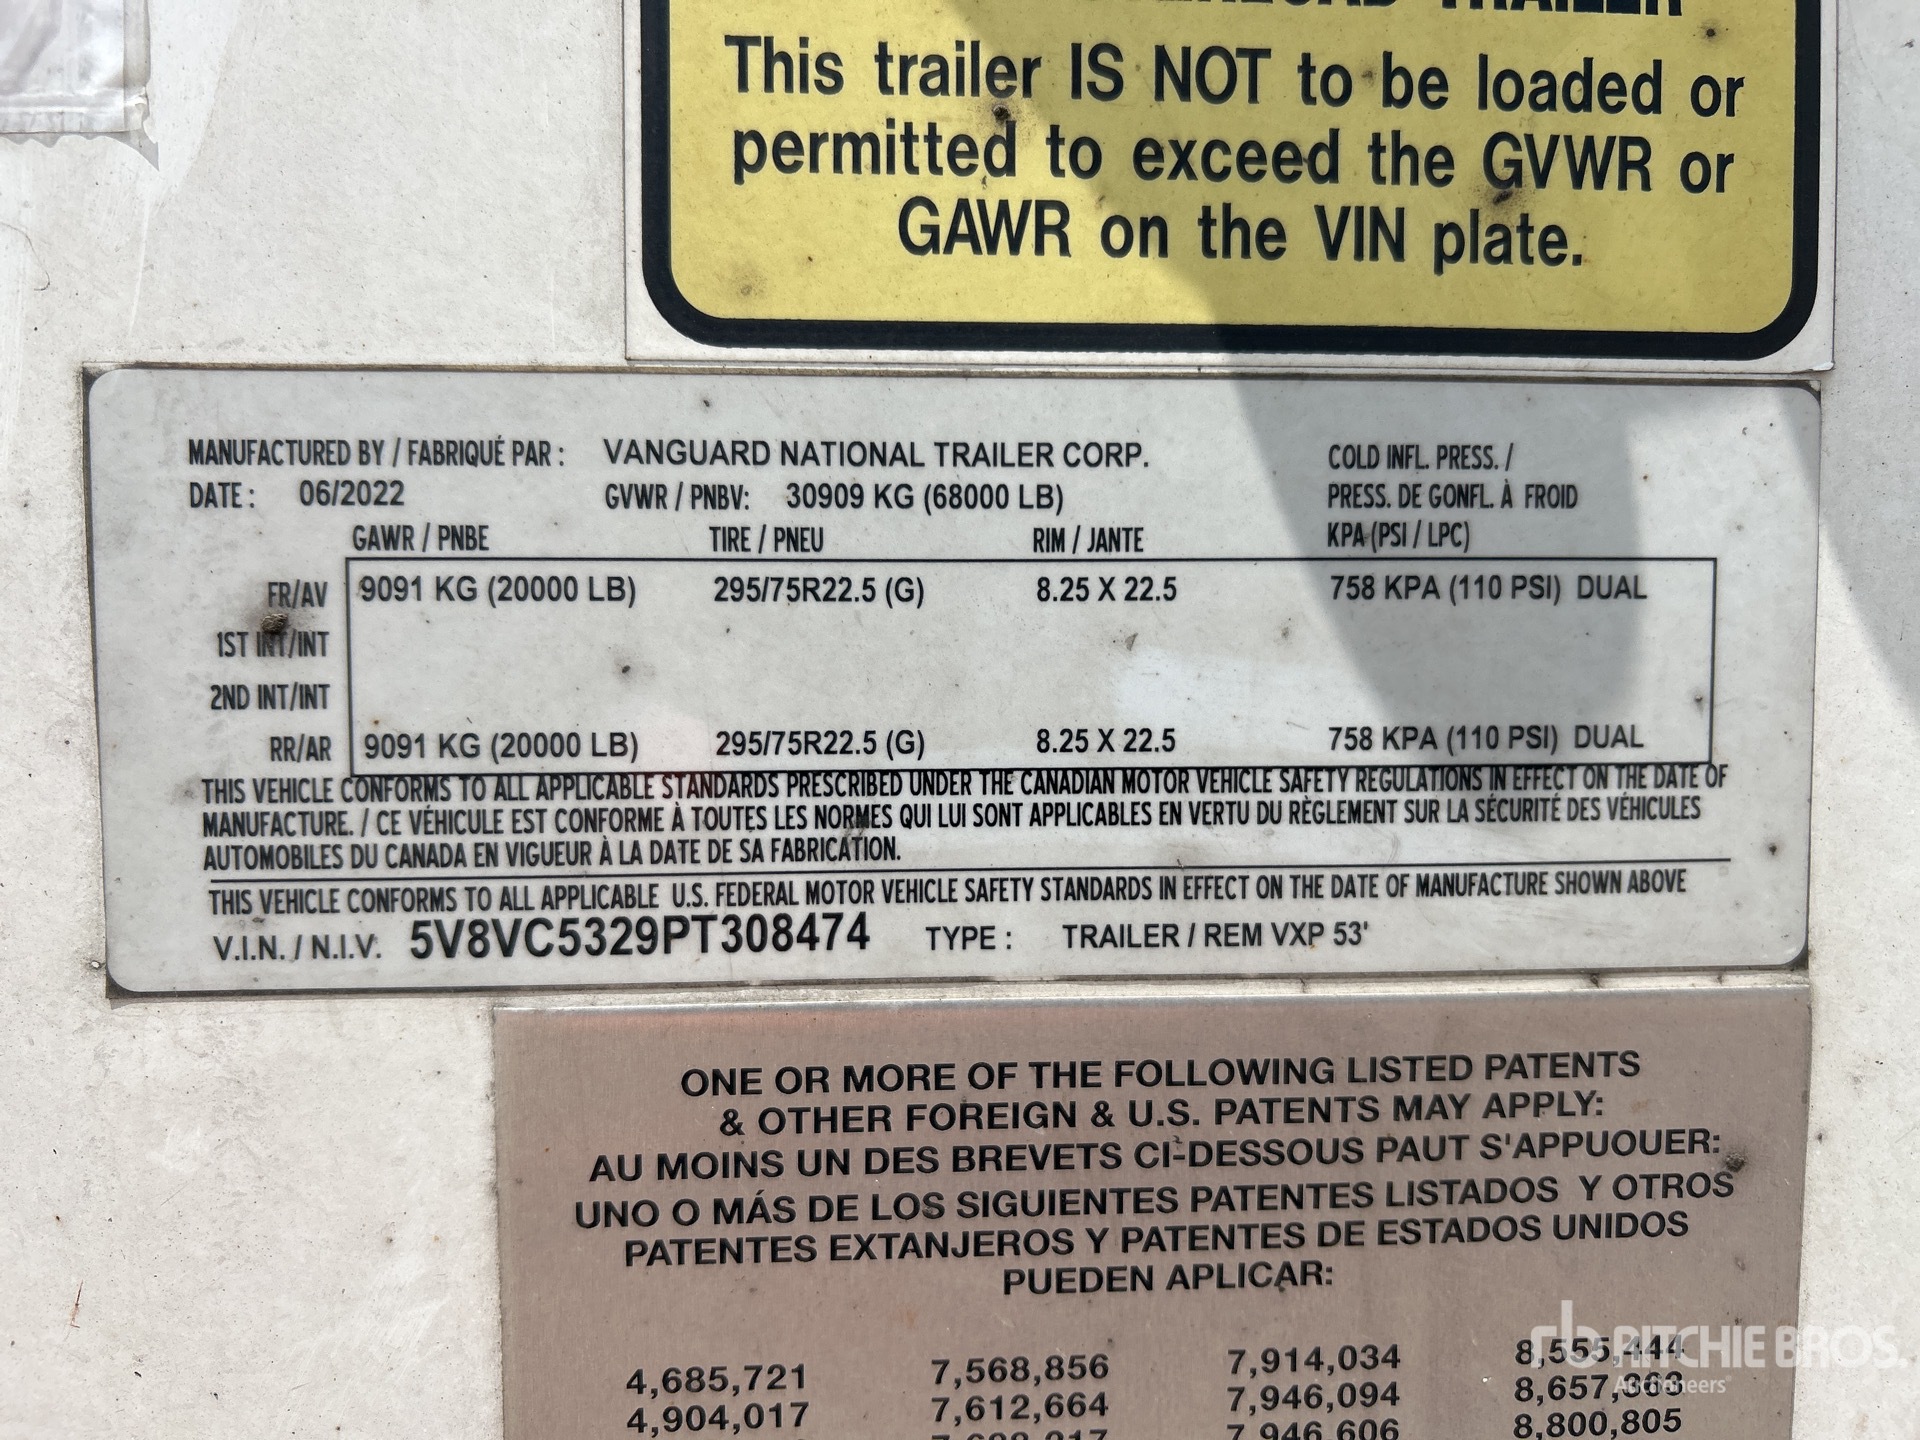 TRAILER
This trailer IS NOT to be loaded or
permitted to exceed the GVWR or
GAWR on the VIN plate.
MANUFACTURED BY / FABRIQUÉ PAR : VANGUARD NATIONAL TRAILER CORP. COLD INFL. PRESS. /
DATE : 06/2022 GVWR / PNBV: 30909 KG (68000 LB) PRESS. DE GONFL. À FROID
GAWR / PNBE TIRE / PNEU RIM / JANTE KPA (PSI / LPC)
FR/AV 9091 KG (20000 LB) 295/75R22.5 (G) 8.25 X 22.5 758 KPA (110 PSI) DUAL
1ST INT/INT
2ND INT/INT
RR/AR 9091 KG (20000 LB) 295/75R22.5 (G) 8.25 X 22.5 758 KPA (110 PSI) DUAL
THIS VEHICLE CONFORMS TO ALL APPLICABLE STANDARDS PRESCRIBED UNDER THE CANADIAN MOTOR VEHICLE SAFETY REGULATIONS IN EFFECT ON THE DATE OF
MANUFACTURE. / CE VÉHICULE EST CONFORME À TOUTES LES NORMES QUI LUI SONT APPLICABLES EN VERTU DU RÈGLEMENT SUR LA SÉCURITÉ DES VÉHICULES
AUTOMOBILES DU CANADA EN VIGUEUR À LA DATE DE SA FABRICATION.
THIS VEHICLE CONFORMS TO ALL APPLICABLE U.S. FEDERAL MOTOR VEHICLE SAFETY STANDARDS IN EFFECT ON THE DATE OF MANUFACTURE SHOWN ABOVE
V.I.N. / N.I.V. 5V8VC5329PT308474 TYPE : TRAILER / REM VXP 53'
ONE OR MORE OF THE FOLLOWING LISTED PATENTS
& OTHER FOREIGN & U.S. PATENTS MAY APPLY:
AU MOINS UN DES BREVETS CI-DESSOUS PAUT S'APPUOUER:
UNO O MÁS DE LOS SIGUIENTES PATENTES LISTADOS Y OTROS
PATENTES EXTANJEROS Y PATENTES DE ESTADOS UNIDOS
PUEDEN APLICAR:
4,685,721 7,568,856 7,914,034 8,555,444
4,904,017 7,612,664 7,946,094 8,657,363
7,946,606 8,800,805
rb RITCHIE BROS.
Auctioneers